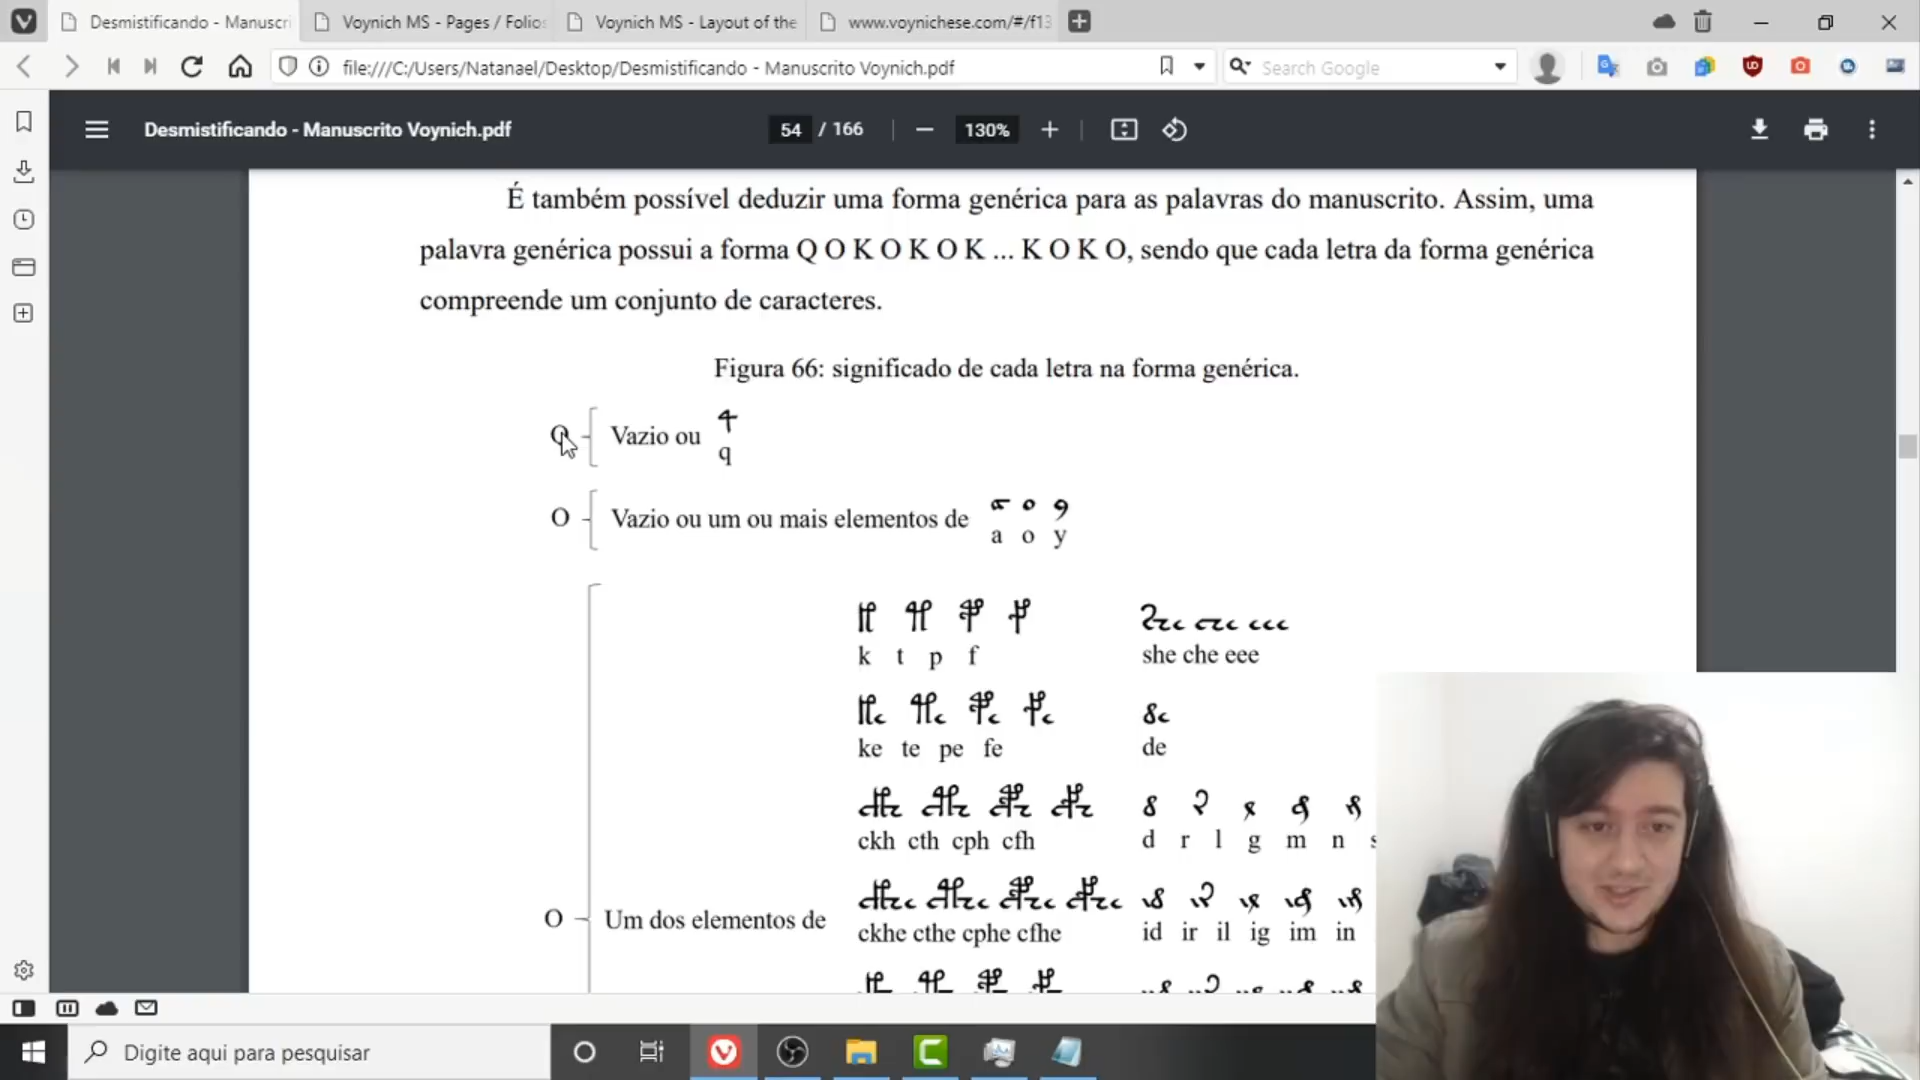 Desmistificando - Manuscri
Voynich MS - Pages / Folios
Voynich MS - Layout of the
www.voynichese.com/#/f13
file:///C:/Users/Natanael/Desktop/Desmistificando - Manuscrito Voynich.pdf
Search Google
Desmistificando - Manuscrito Voynich.pdf
54 / 166
130%
É também possível deduzir uma forma genérica para as palavras do manuscrito. Assim, uma
palavra genérica possui a forma Q O K O K O K ... K O K O, sendo que cada letra da forma genérica
compreende um conjunto de caracteres.
Figura 66: significado de cada letra na forma genérica.
Vazio ou
q
O
Vazio ou um ou mais elementos de
a o y
k t p f
she che eee
ke te pe fe
de
ckh cth cph cfh
d r l g m n s
O
Um dos elementos de
ckhe cthe cphe cfhe
id ir il ig im in
Digite aqui para pesquisar